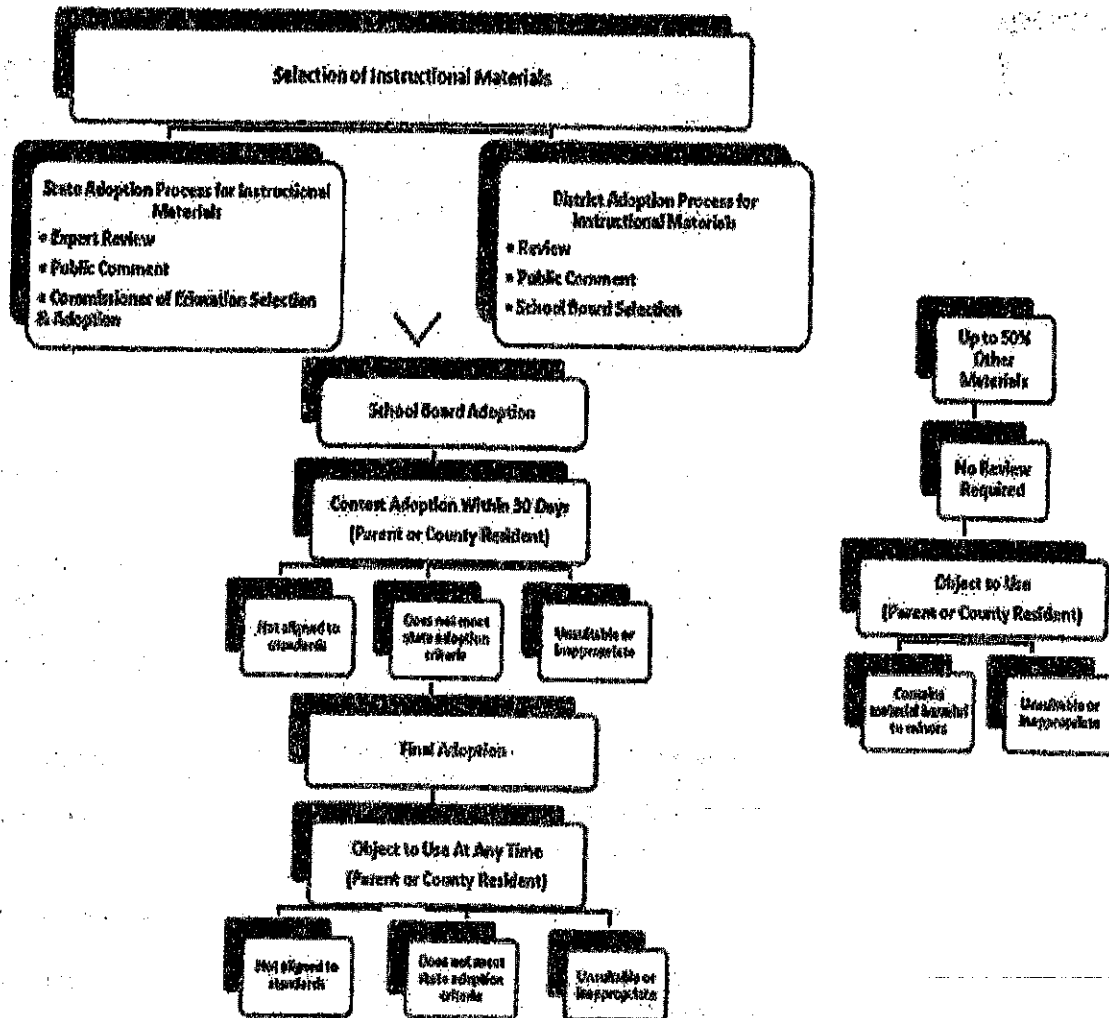 Selection of Instructional Materials
State Adoption Process for Instructional
Materials
• Expert Review
• Public Comment
• Commissioner of Education Selection
& Adoption
District Adoption Process for
Instructional Materials
• Review
• Public Comment
• School Board Selection
School Board Adoption
Contest Adoption Within 30 Days
(Parent or County Resident)
Not aligned to
standards
Does not meet
state adoption
criteria
Unsuitable or
Inappropriate
Final Adoption
Object to Use At Any Time
(Parent or County Resident)
Not aligned to
standards
Does not meet
state adoption
criteria
Unsuitable or
Inappropriate
Up to 50%
Other
Materials
No Review
Required
Object to Use
(Parent or County Resident)
Contains
material harmful
to minors
Unsuitable or
Inappropriate